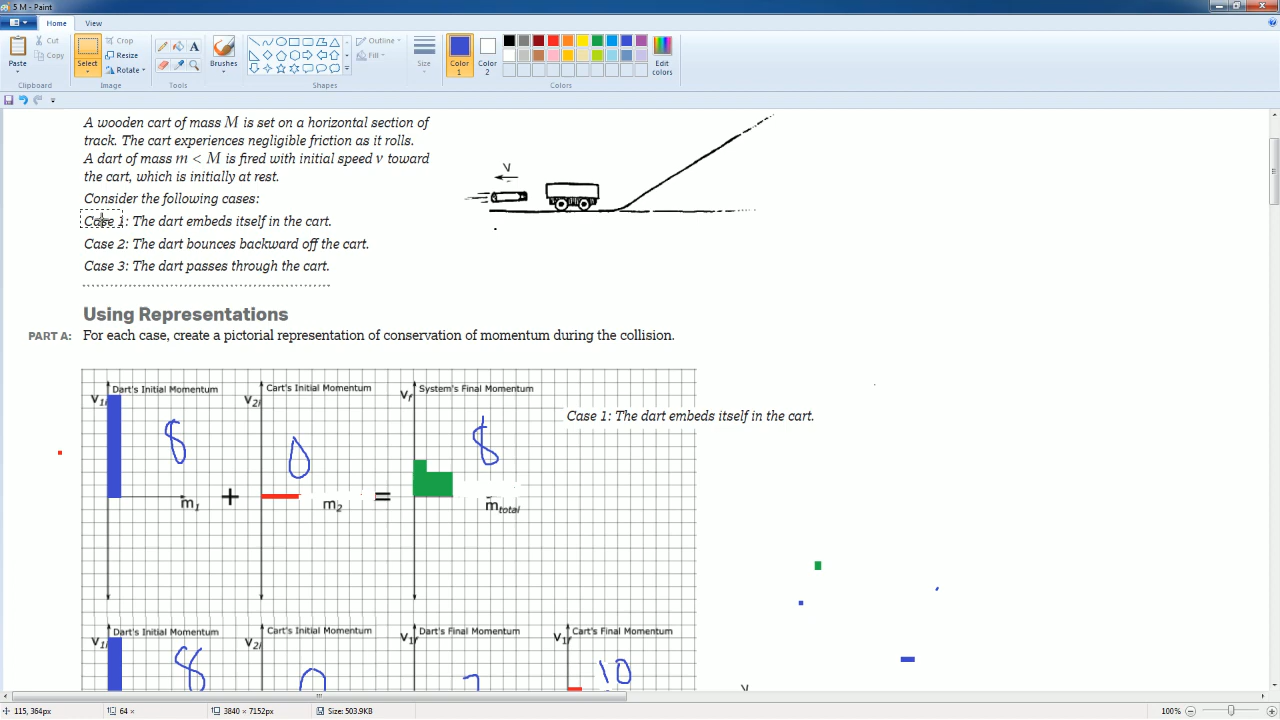 5 M - Paint
Home
View
Paste
Cut
Copy
Clipboard
Select
Crop
Resize
Rotate
Image
Tools
Brushes
Shapes
Outline
Fill
Size
Color 1
Color 2
Edit colors
Colors
A wooden cart of mass M is set on a horizontal section of
track. The cart experiences negligible friction as it rolls.
A dart of mass m < M is fired with initial speed v toward
the cart, which is initially at rest.
Consider the following cases:
Case 1: The dart embeds itself in the cart.
Case 2: The dart bounces backward off the cart.
Case 3: The dart passes through the cart.
V
Using Representations
PART A: For each case, create a pictorial representation of conservation of momentum during the collision.
Dart's Initial Momentum Cart's Initial Momentum System's Final Momentum
V1i V2i Vf
Case 1: The dart embeds itself in the cart.
8 0 8
m1 + m2 = mtotal
Dart's Initial Momentum Cart's Initial Momentum Dart's Final Momentum Cart's Final Momentum
V1i V2i V1f V1f
8 0 10
115, 364px 64 × 3840 × 7152px Size: 503.9KB 100%